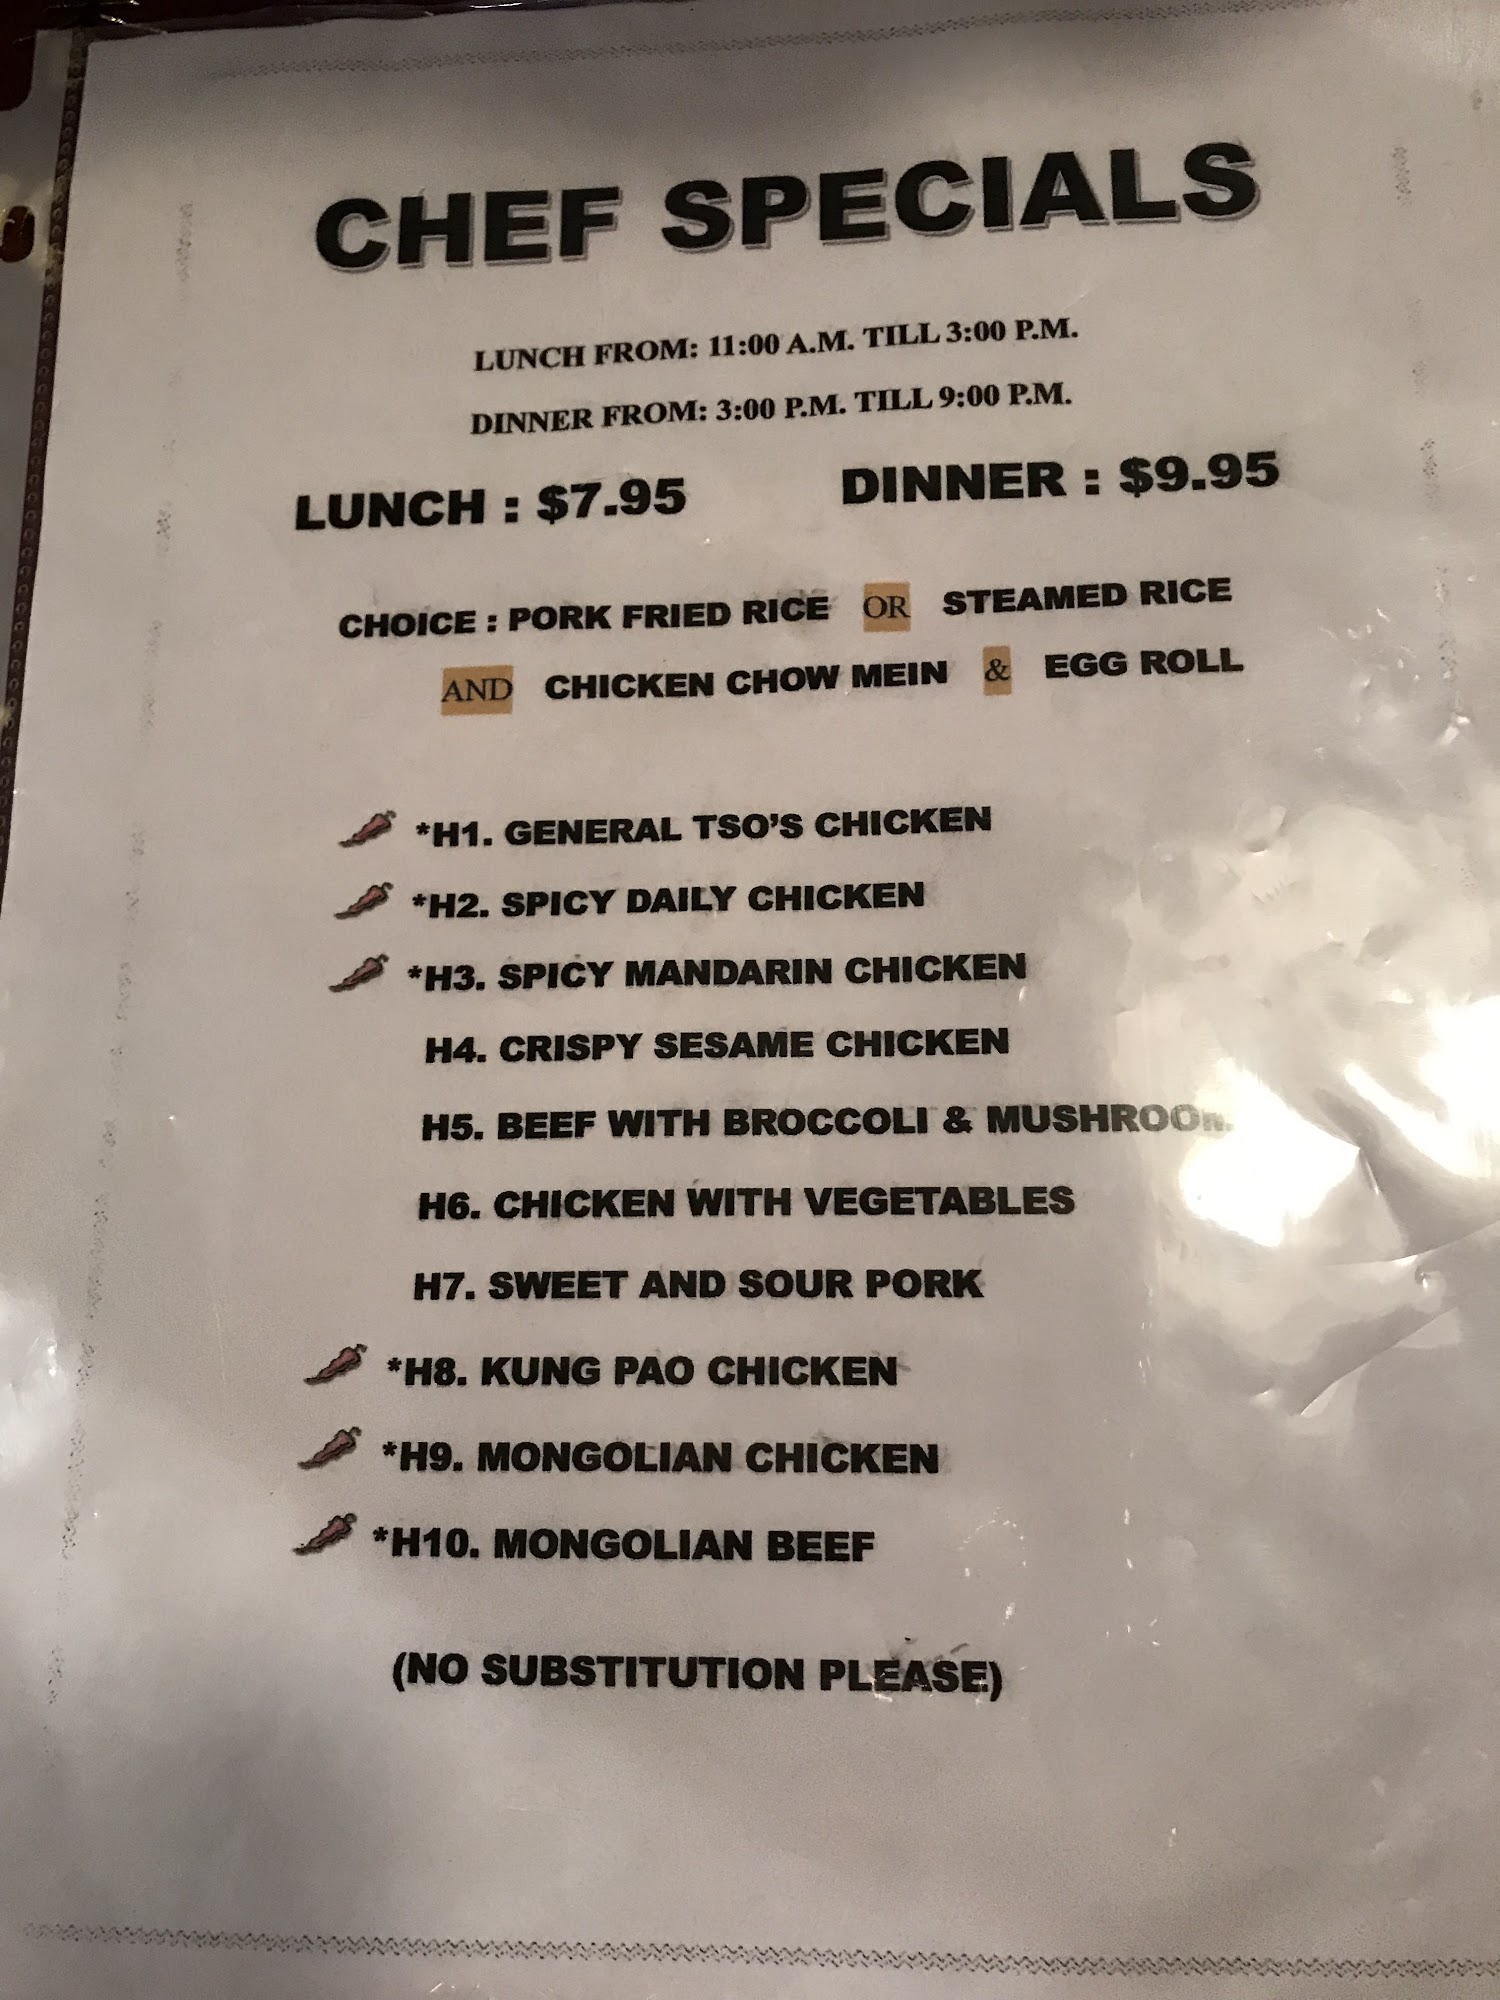 CHEF SPECIALS
LUNCH FROM: 11:00 A.M. TILL 3:00 P.M.
DINNER FROM: 3:00 P.M. TILL 9:00 P.M.
LUNCH : $7.95 DINNER : $9.95
CHOICE : PORK FRIED RICE OR STEAMED RICE
AND CHICKEN CHOW MEIN & EGG ROLL
*H1. GENERAL TSO'S CHICKEN
*H2. SPICY DAILY CHICKEN
*H3. SPICY MANDARIN CHICKEN
H4. CRISPY SESAME CHICKEN
H5. BEEF WITH BROCCOLI & MUSHROOM
H6. CHICKEN WITH VEGETABLES
H7. SWEET AND SOUR PORK
*H8. KUNG PAO CHICKEN
*H9. MONGOLIAN CHICKEN
*H10. MONGOLIAN BEEF
(NO SUBSTITUTION PLEASE)